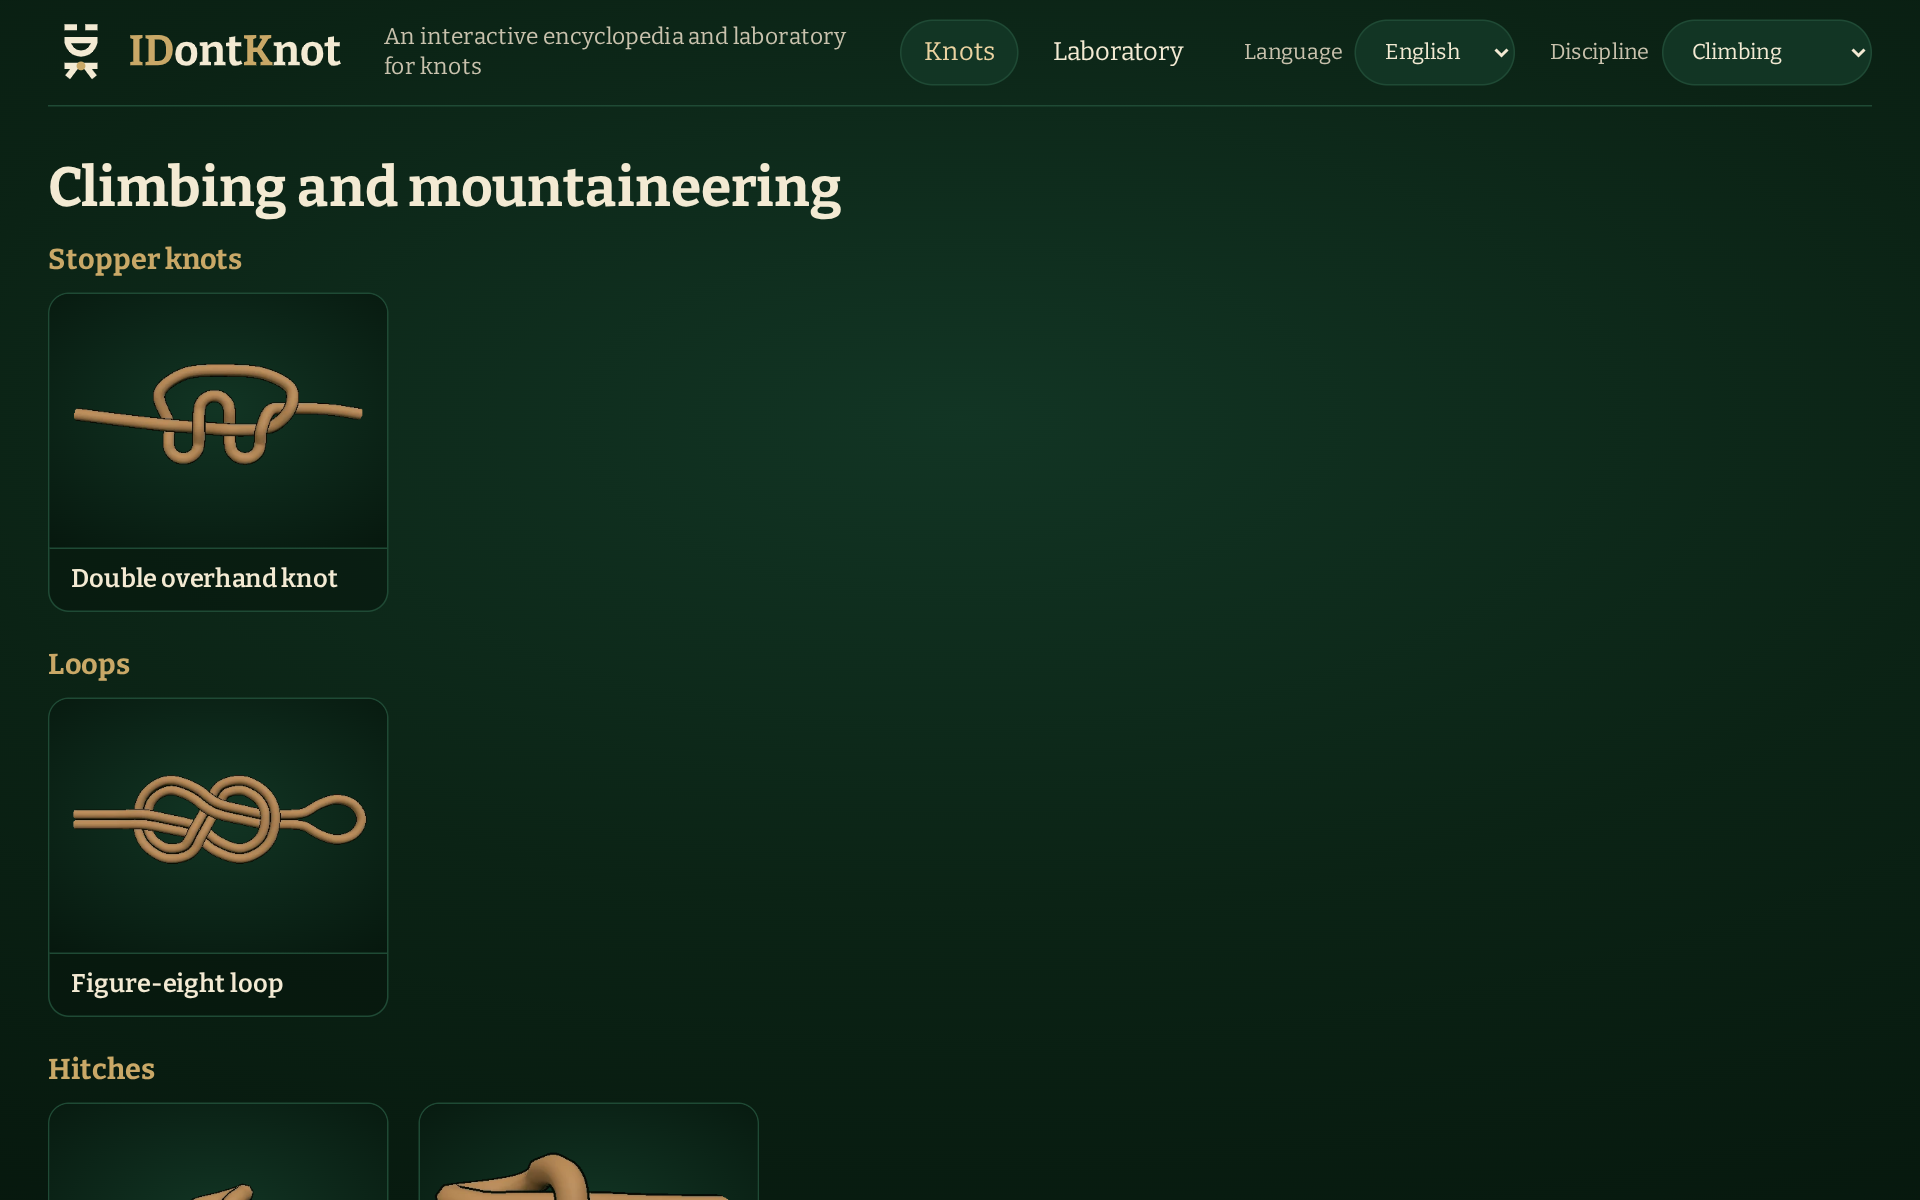 IDontKnot
An interactive encyclopedia and laboratory
for knots
Knots
Laboratory
Language
English
Discipline
Climbing
Climbing and mountaineering
Stopper knots
Double overhand knot
Loops
Figure-eight loop
Hitches